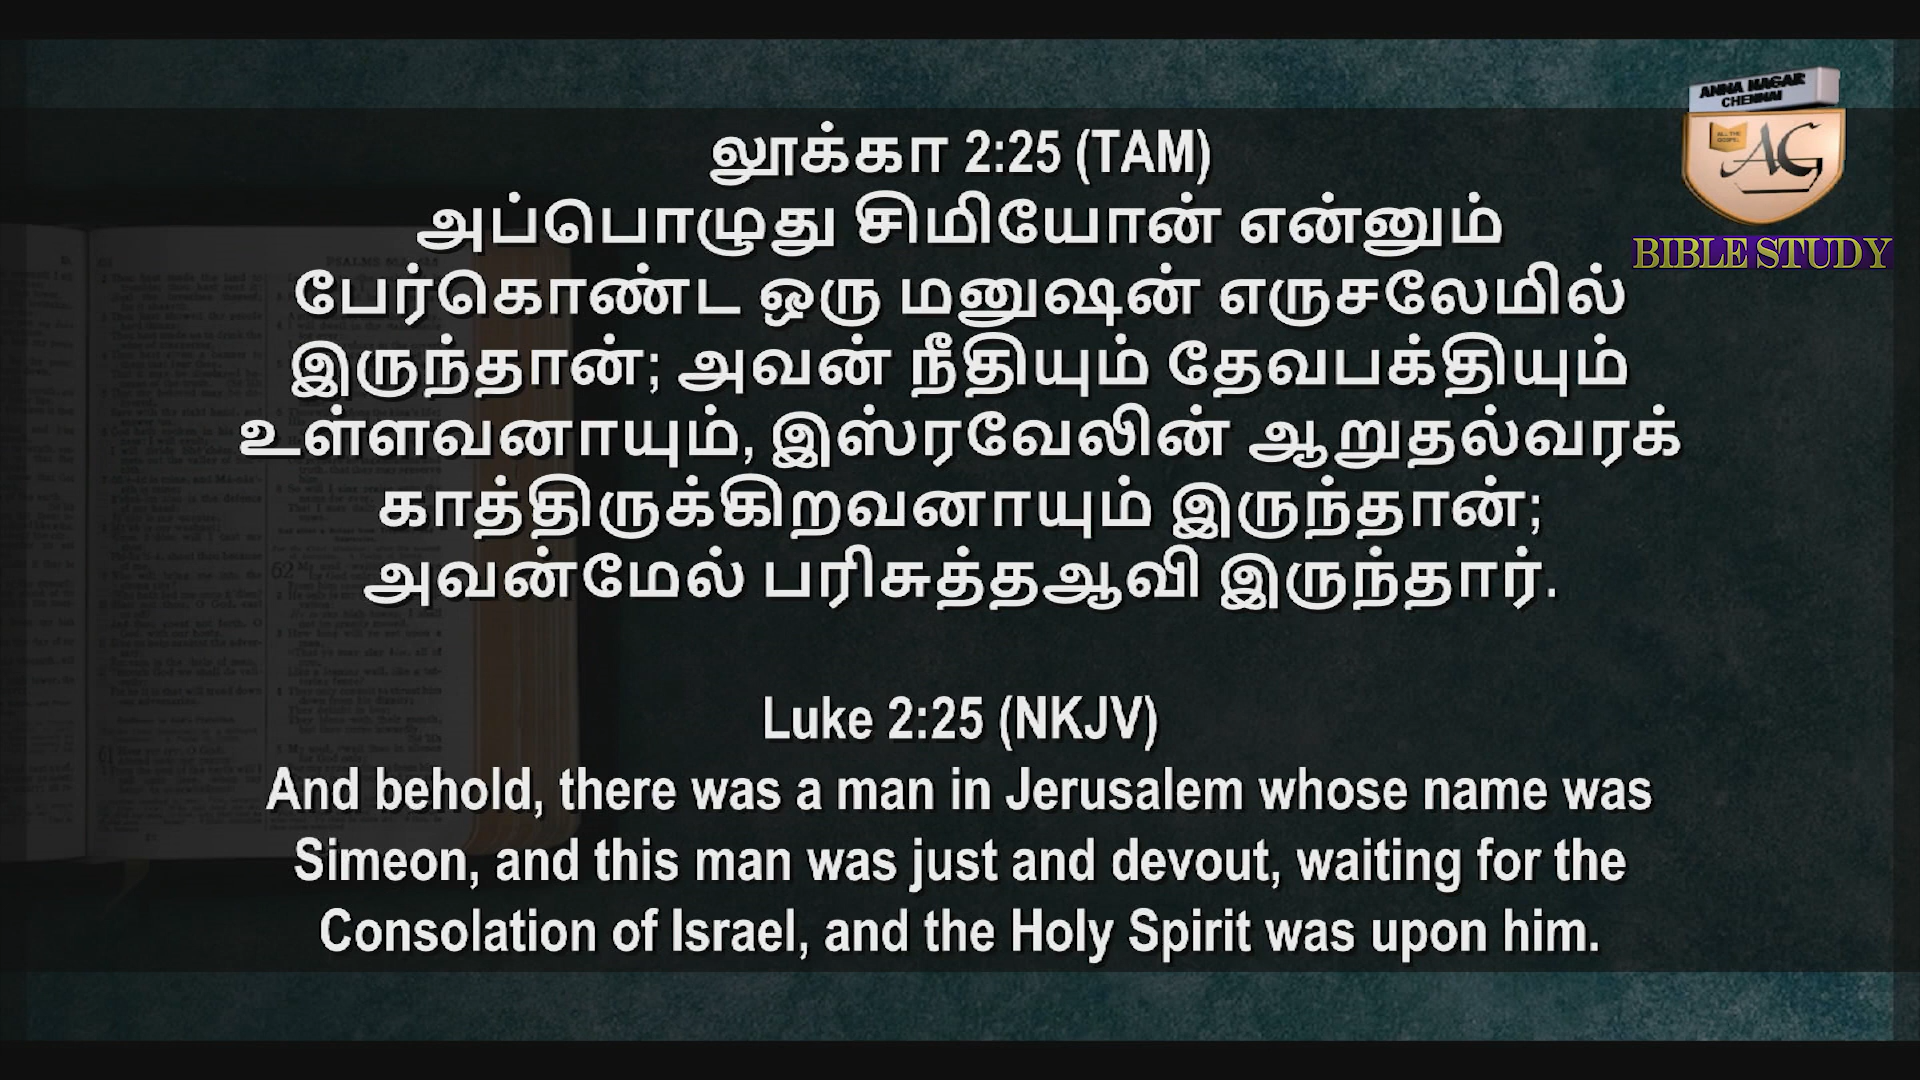 ANNA NAGAR
CHENNAI
ALL THE
GOSPEL
AG
BIBLE STUDY
லூக்கா 2:25 (TAM)
அப்பொழுது சிமியோன் என்னும்
பேர்கொண்ட ஒரு மனுஷன் எருசலேமில்
இருந்தான்; அவன் நீதியும் தேவபக்தியும்
உள்ளவனாயும், இஸ்ரவேலின் ஆறுதல்வரக்
காத்திருக்கிறவனாயும் இருந்தான்;
அவன்மேல் பரிசுத்தஆவி இருந்தார்.
Luke 2:25 (NKJV)
And behold, there was a man in Jerusalem whose name was
Simeon, and this man was just and devout, waiting for the
Consolation of Israel, and the Holy Spirit was upon him.